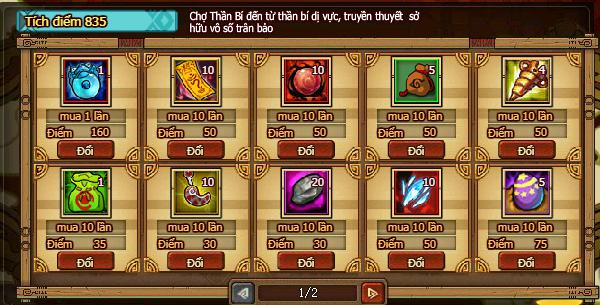 Tích điểm 835
Chợ Thần Bí đến từ thần bí dị vực, truyền thuyết sở
hữu vô số trân bảo
1 10 10 5 4
mua 1 lần mua 10 lần mua 10 lần mua 10 lần mua 10 lần
Điểm 160 Điểm 50 Điểm 50 Điểm 50 Điểm 50
Đổi Đổi Đổi Đổi Đổi
1 10 20 10 5
mua 10 lần mua 10 lần mua 10 lần mua 10 lần mua 10 lần
Điểm 35 Điểm 30 Điểm 30 Điểm 50 Điểm 75
Đổi Đổi Đổi Đổi Đổi
1/2